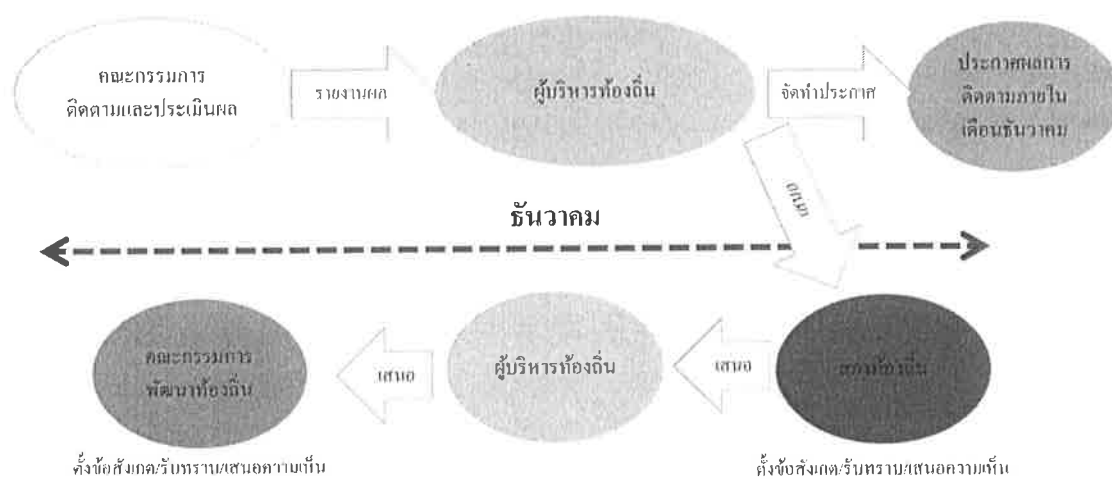 คณะกรรมการ
ติดตามและประเมินผล
รายงานผล
ผู้บริหารท้องถิ่น
จัดทำประกาศ
ประกาศผลการ
ติดตามภายใน
เดือนธันวาคม
เสนอ
ธันวาคม
คณะกรรมการ
พัฒนาท้องถิ่น
เสนอ
ผู้บริหารท้องถิ่น
เสนอ
สภาท้องถิ่น
ตั้งข้อสังเกต/รับทราบ/เสนอความเห็น
ตั้งข้อสังเกต/รับทราบ/เสนอความเห็น